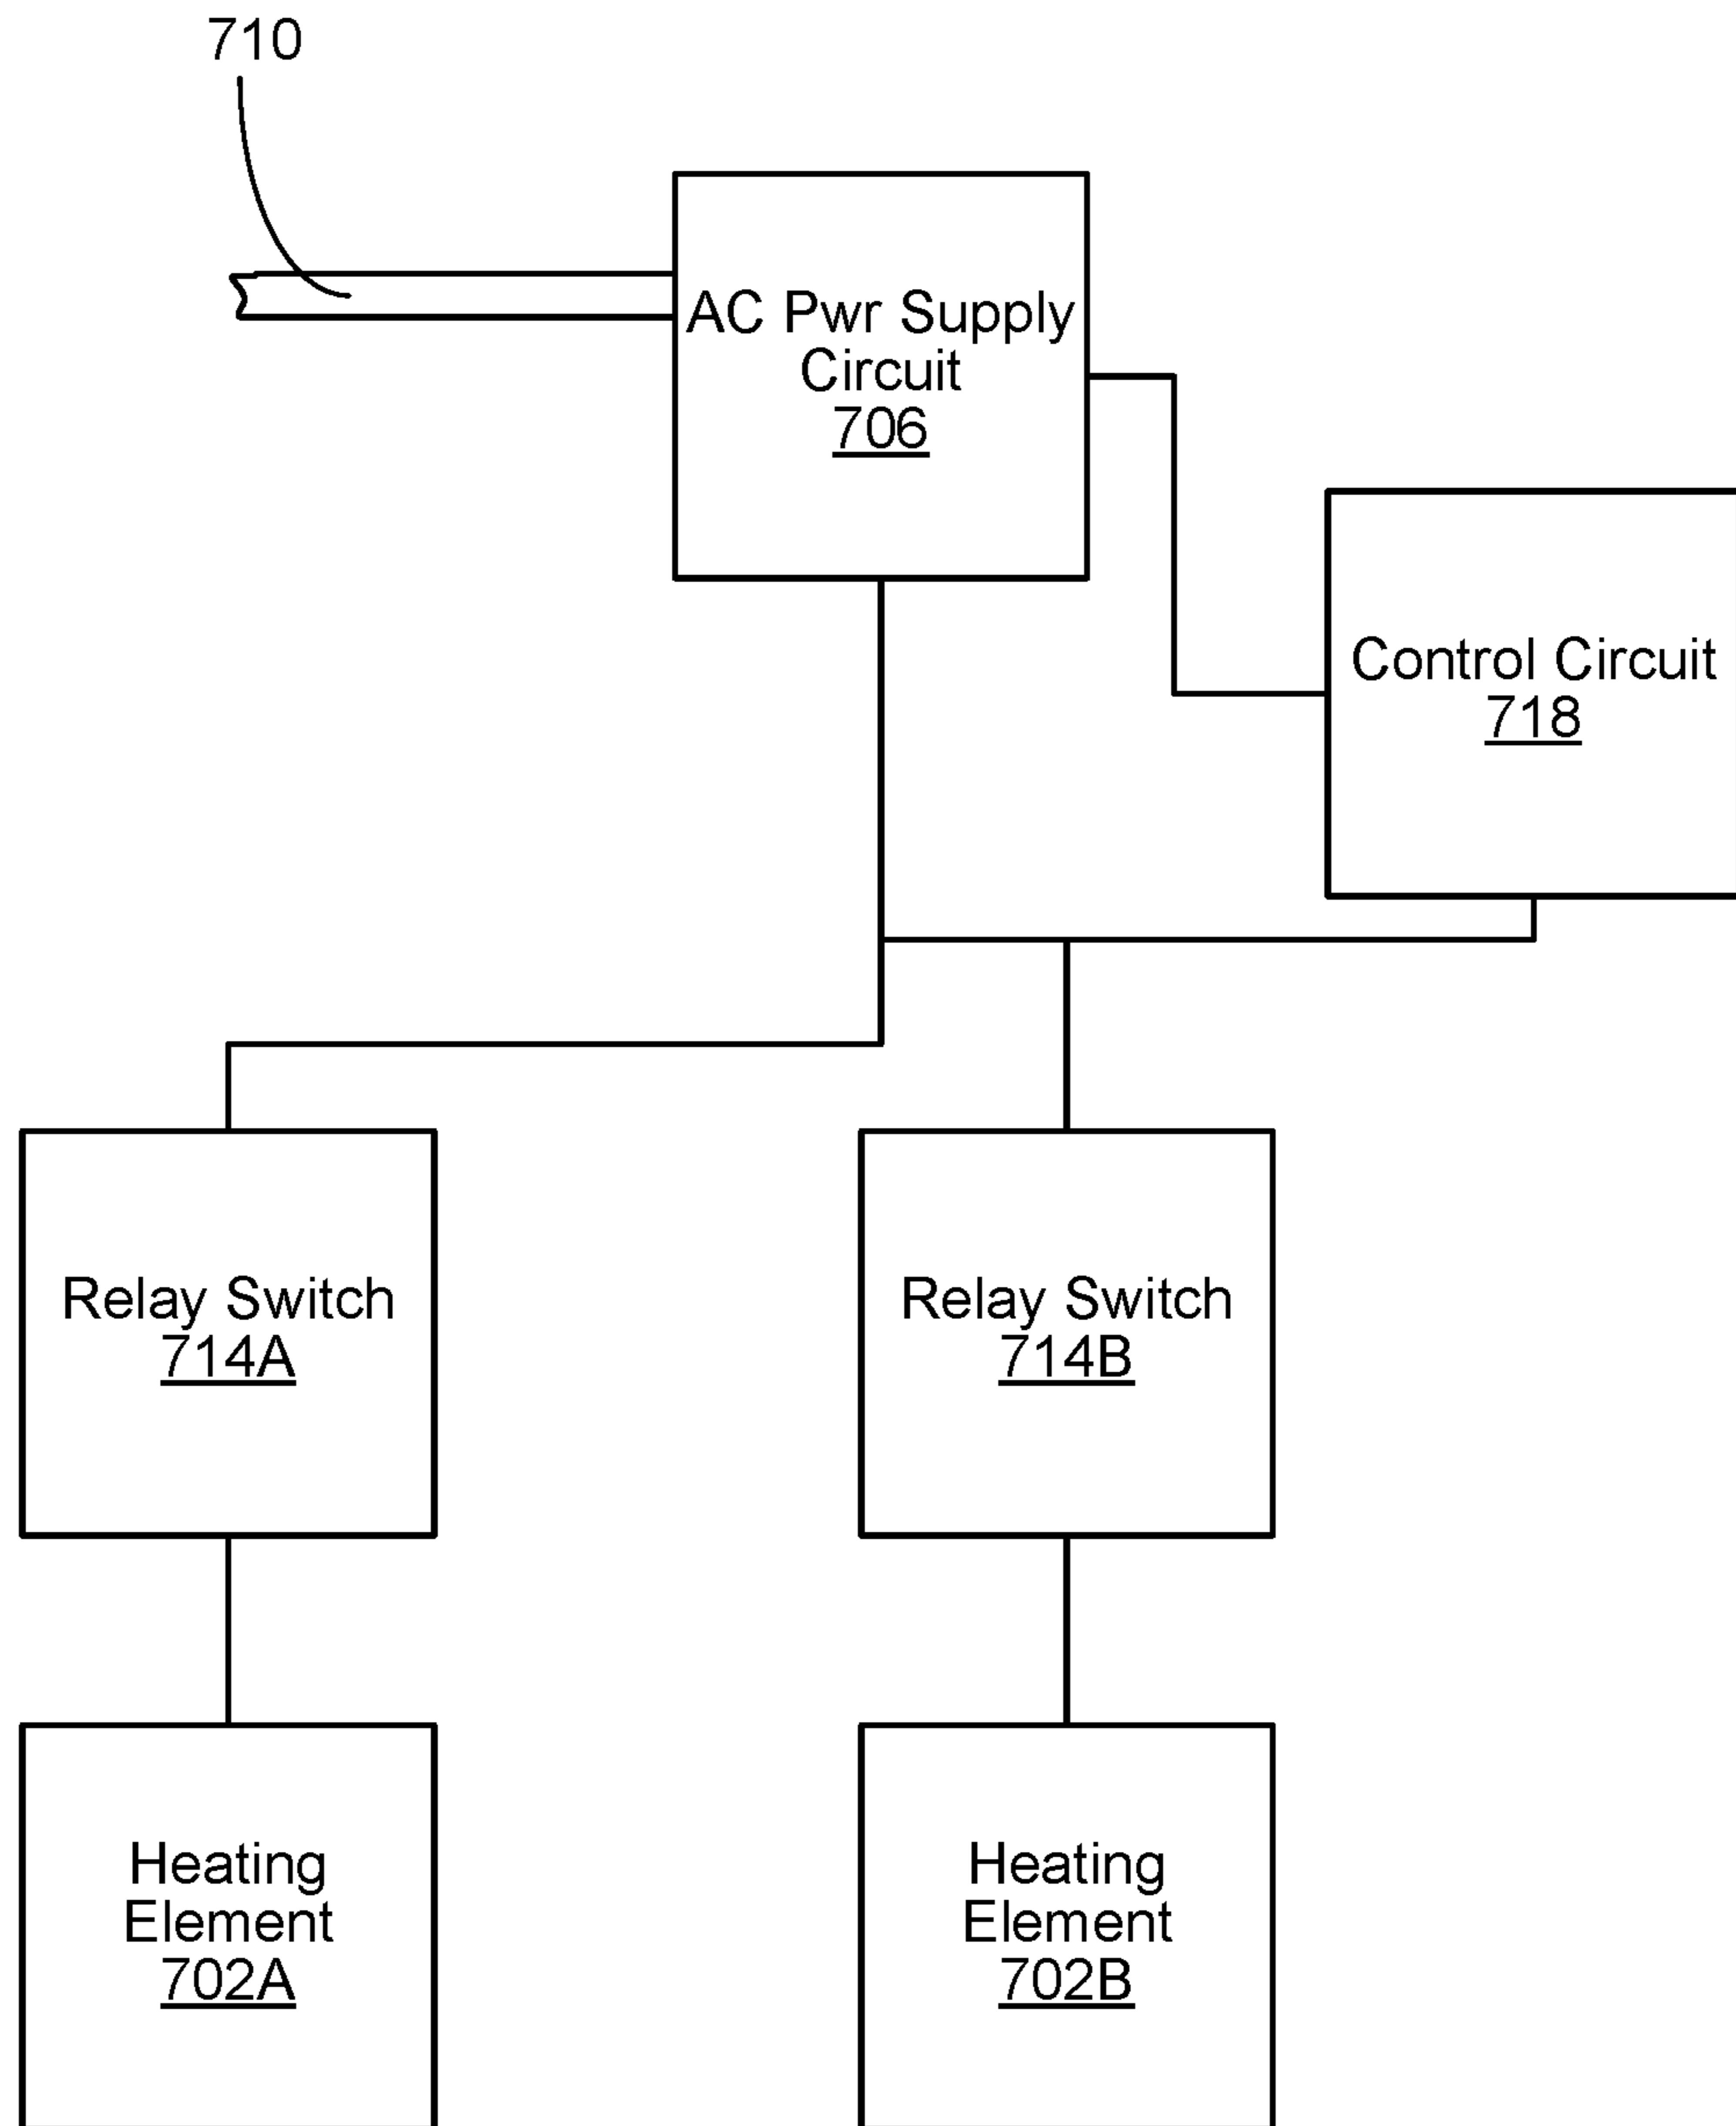 710
AC Pwr Supply
Circuit
706
Control Circuit
718
Relay Switch
714A
Relay Switch
714B
Heating
Element
702A
Heating
Element
702B